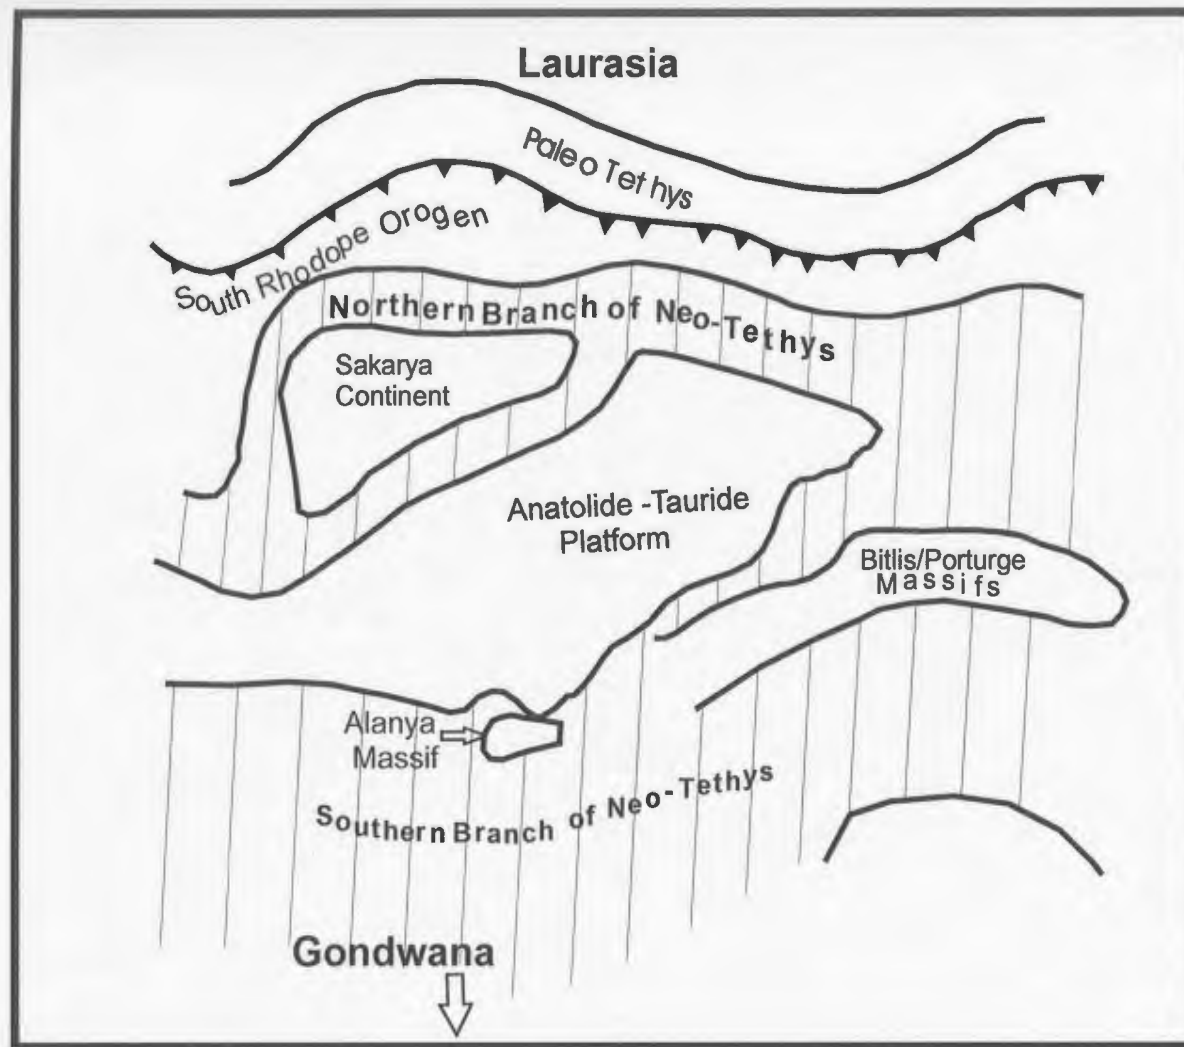 Laurasia
Paleo Tethys
South Rhodope Orogen
Northern Branch of Neo-Tethys
Sakarya
Continent
Anatolide -Tauride
Platform
Bitlis/Porturge
Massifs
Alanya
Massif
Southern Branch of Neo-Tethys
Gondwana